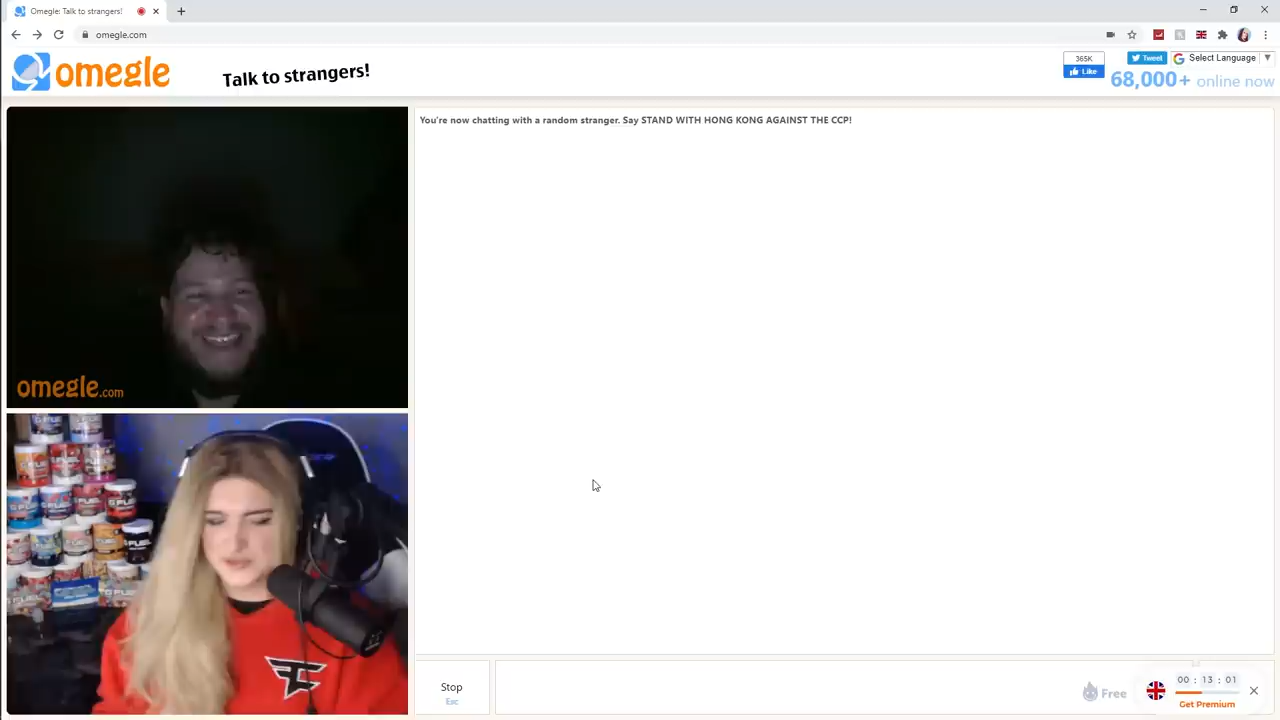 Omegle: Talk to strangers!
omegle.com
omegle
Talk to strangers!
365K
Like
Tweet
Select Language
68,000+ online now
You're now chatting with a random stranger. Say STAND WITH HONG KONG AGAINST THE CCP!
omegle.com
G FUEL
FUEL
Stop
Esc
Free
00 : 13 : 01
Get Premium